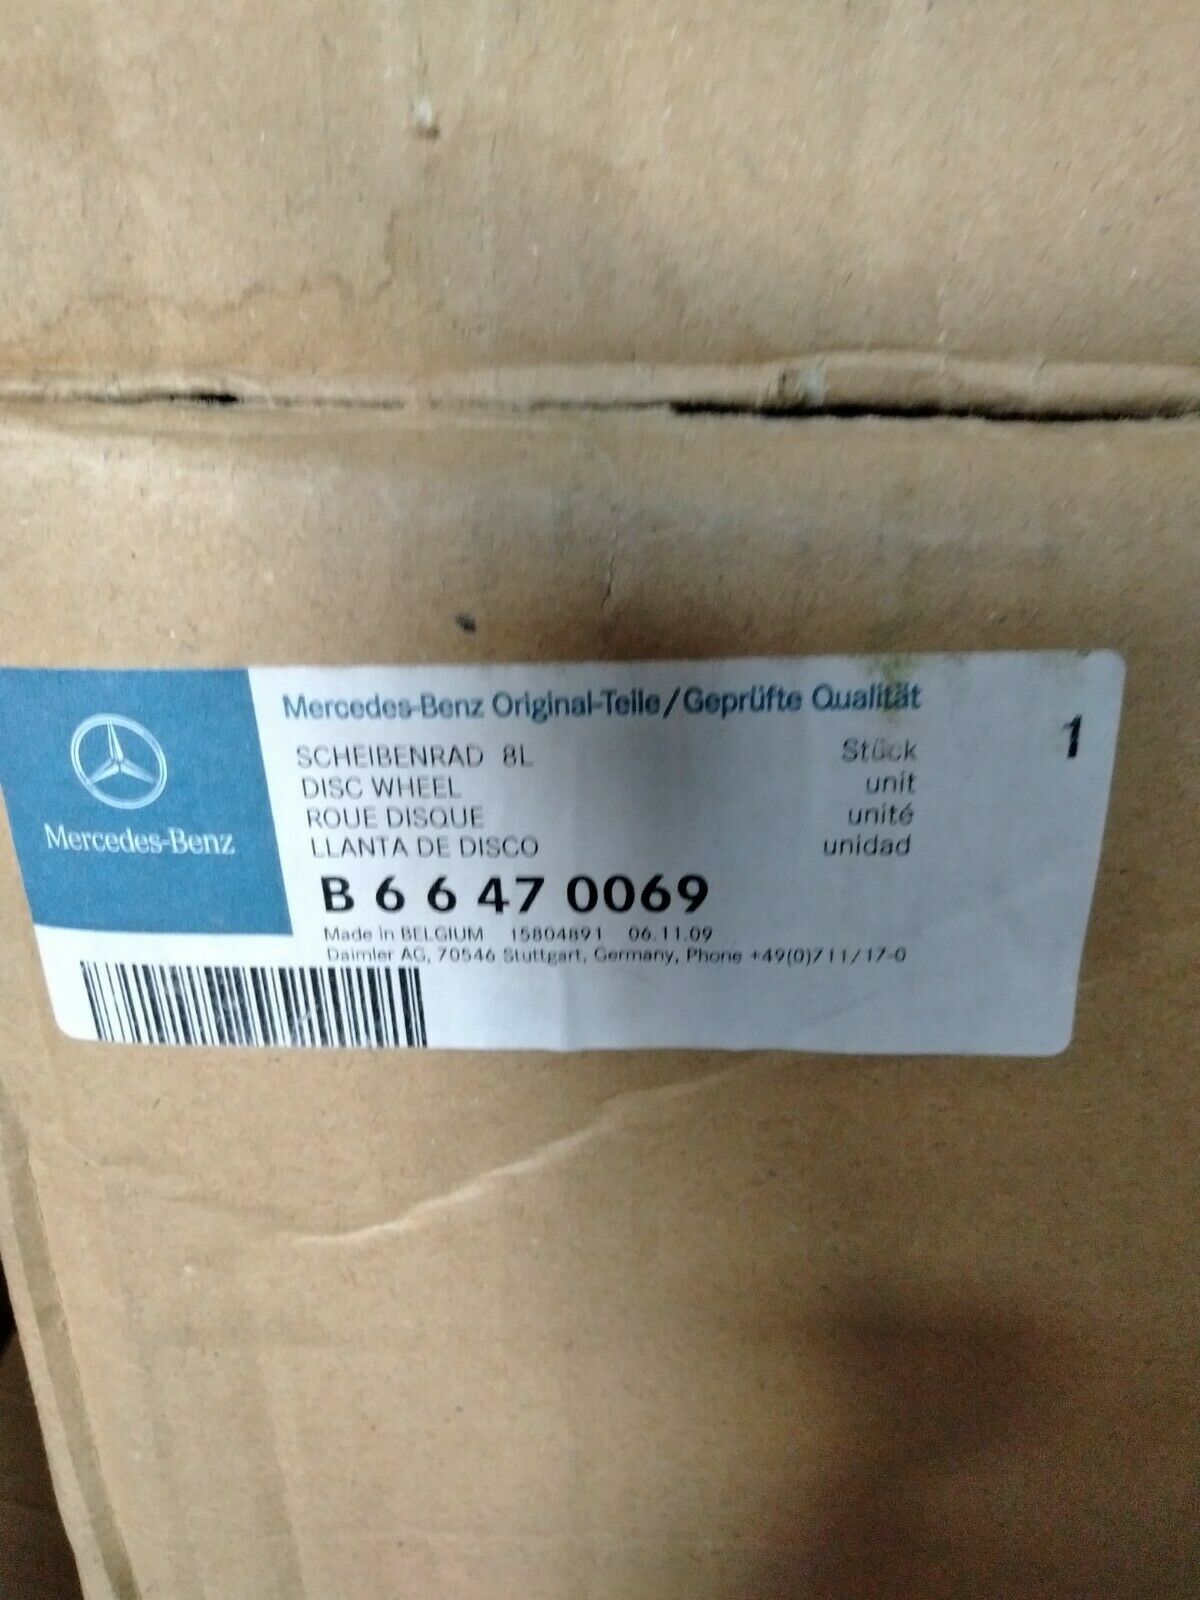 Mercedes-Benz Original-Teile/Geprüfte Qualität
SCHEIBENRAD 8L Stück 1
DISC WHEEL unit
ROUE DISQUE unité
LLANTA DE DISCO unidad
Mercedes-Benz
B 6 6 47 0069
Made in BELGIUM 15804891 06.11.09
Daimler AG, 70546 Stuttgart, Germany, Phone +49(0)711/17-0